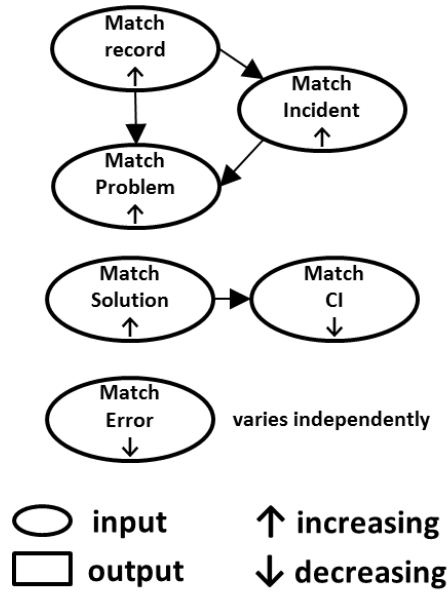 Match
record
↑
Match
Incident
↑
Match
Problem
↑
Match
Solution
↑
Match
CI
↓
Match
Error
↓
varies independently
input
↑ increasing
output
↓ decreasing